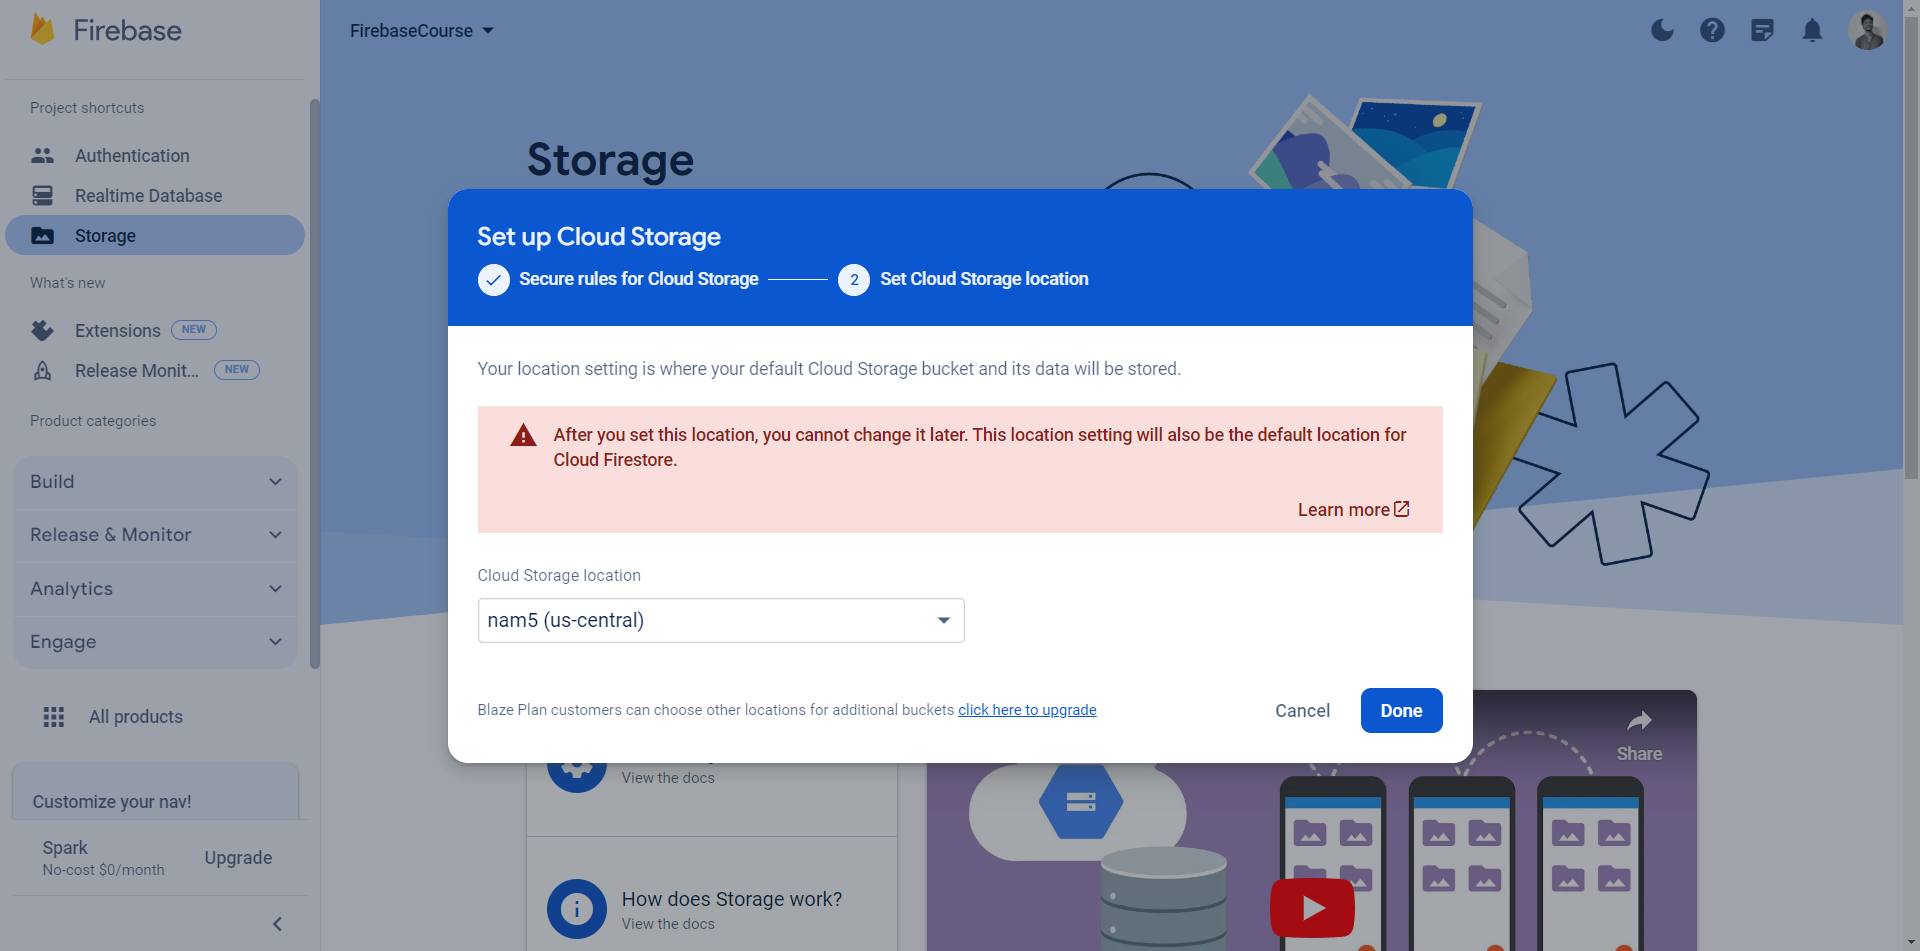 Firebase
FirebaseCourse
Project shortcuts
Authentication
Realtime Database
Storage
What's new
Extensions NEW
Release Monit... NEW
Product categories
Build
Release & Monitor
Analytics
Engage
All products
Customize your nav!
Spark
No-cost $0/month
Upgrade
Storage
Set up Cloud Storage
Secure rules for Cloud Storage
2 Set Cloud Storage location
Your location setting is where your default Cloud Storage bucket and its data will be stored.
After you set this location, you cannot change it later. This location setting will also be the default location for
Cloud Firestore.
Learn more
Cloud Storage location
nam5 (us-central)
Blaze Plan customers can choose other locations for additional buckets click here to upgrade
Cancel
Done
View the docs
How does Storage work?
View the docs
Share